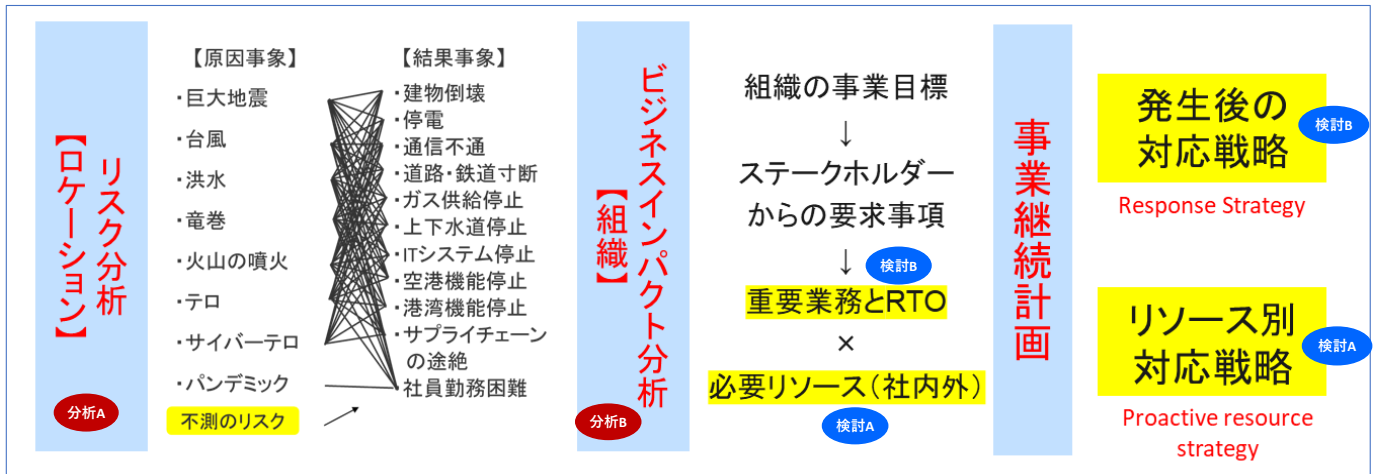 リスク分析
【ロケーション】
分析A
【原因事象】
・巨大地震
・台風
・洪水
・竜巻
・火山の噴火
・テロ
・サイバーテロ
・パンデミック
不測のリスク
【結果事象】
・建物倒壊
・停電
・通信不通
・道路・鉄道寸断
・ガス供給停止
・上下水道停止
・ITシステム停止
・空港機能停止
・港湾機能停止
・サプライチェーン
の途絶
・社員勤務困難
ビジネスインパクト分析
【組織】
分析B
組織の事業目標
↓
ステークホルダー
からの要求事項
↓
検討B
重要業務とRTO
×
必要リソース(社内外)
検討A
事業継続計画
発生後の
対応戦略
検討B
Response Strategy
リソース別
対応戦略
検討A
Proactive resource
strategy